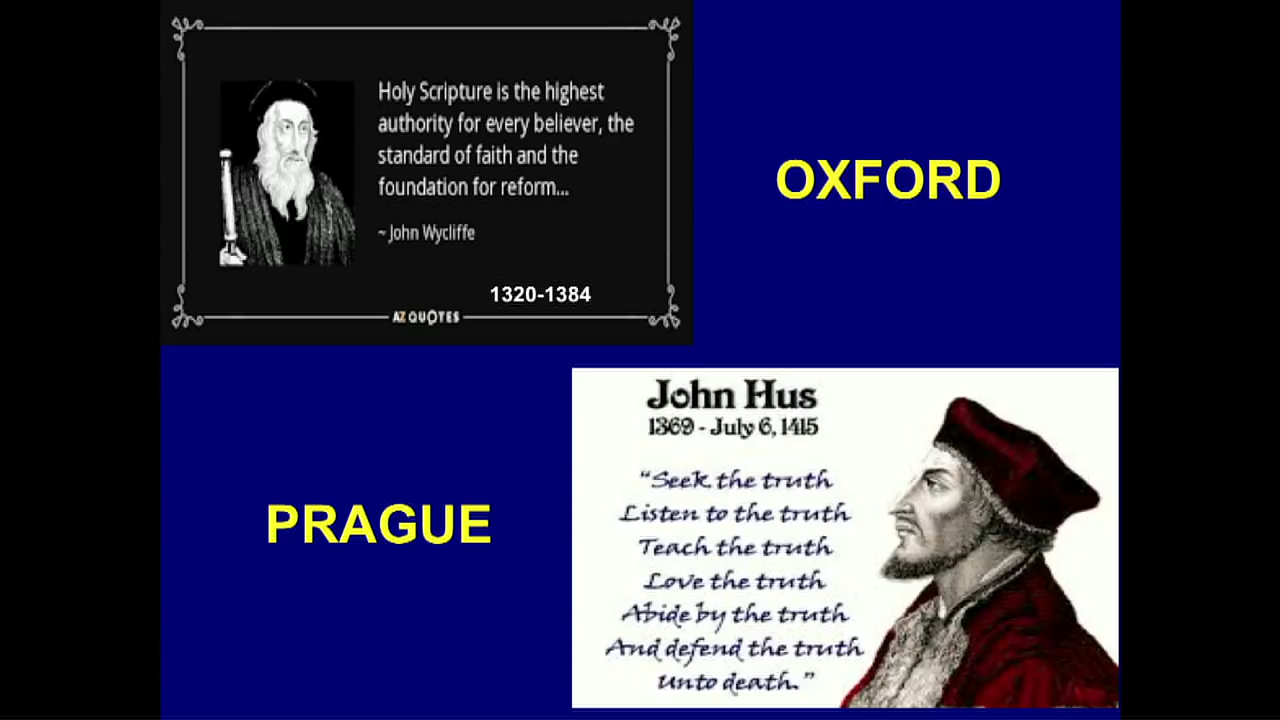 Holy Scripture is the highest
authority for every believer, the
standard of faith and the
foundation for reform...
~ John Wycliffe
1320-1384
AZ QUOTES
OXFORD
PRAGUE
John Hus
1369 - July 6, 1415
"Seek the truth
Listen to the truth
Teach the truth
Love the truth
Abide by the truth
And defend the truth
Unto death."